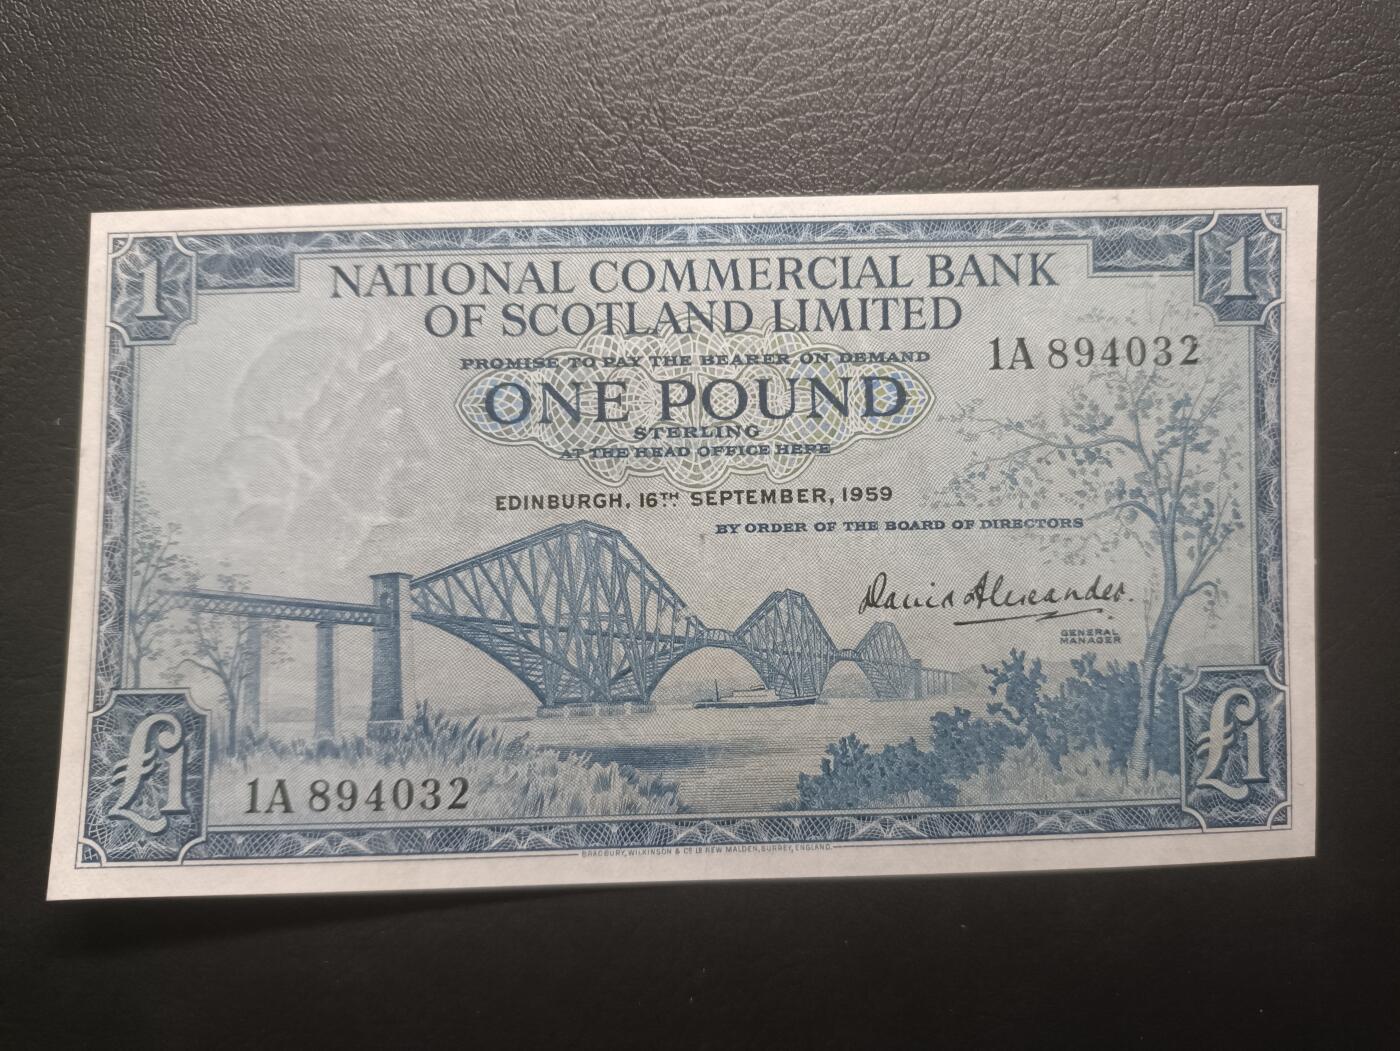 1
1
NATIONAL COMMERCIAL BANK
OF SCOTLAND LIMITED
PROMISE TO PAY THE BEARER ON DEMAND
1A 894032
ONE POUND
STERLING
AT THE HEAD OFFICE HERE
EDINBURGH, 16TH SEPTEMBER, 1959
BY ORDER OF THE BOARD OF DIRECTORS
David Alexander.
GENERAL
MANAGER
£1
£1
1A 894032
BRADBURY, WILKINSON & Co Ld NEW MALDEN, SURREY, ENGLAND.